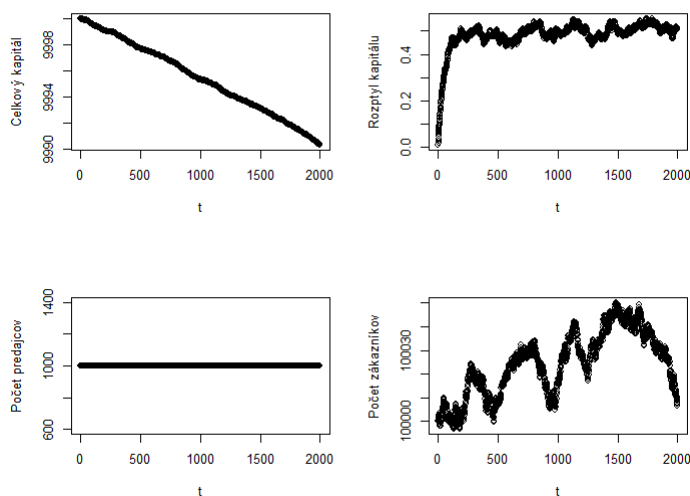 Celkový kapitál
9990 9994 9998
0 500 1000 1500 2000
t
Rozptyl kapitálu
0.0 0.2 0.4
0 500 1000 1500 2000
t
Počet predajcov
600 1000 1400
0 500 1000 1500 2000
t
Počet zákazníkov
10000 10030
0 500 1000 1500 2000
t